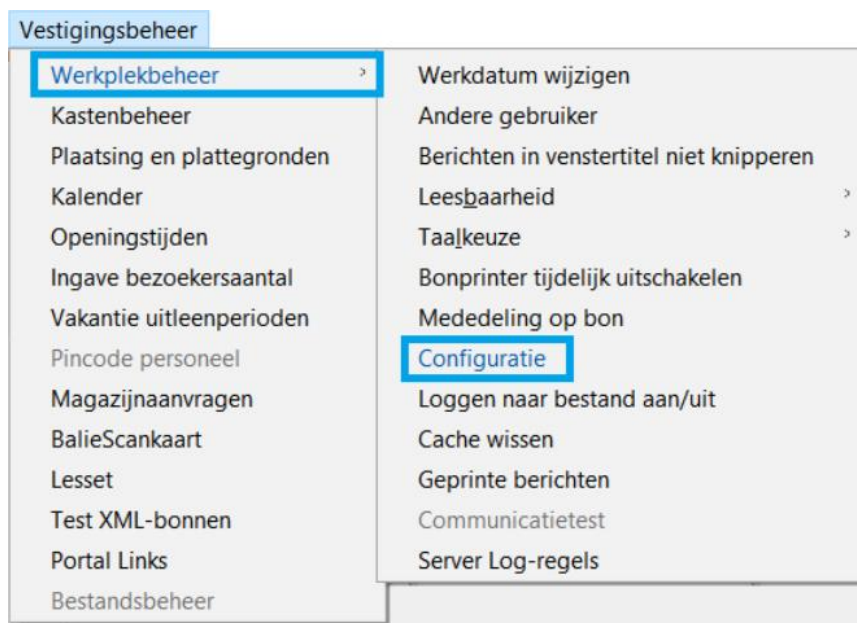 Vestigingsbeheer
Werkplekbeheer
Kastenbeheer
Plaatsing en plattegronden
Kalender
Openingstijden
Ingave bezoekersaantal
Vakantie uitleenperioden
Pincode personeel
Magazijnaanvragen
BalieScankaart
Lesset
Test XML-bonnen
Portal Links
Bestandsbeheer
Werkdatum wijzigen
Andere gebruiker
Berichten in venstertitel niet knipperen
Leesbaarheid
Taalkeuze
Bonprinter tijdelijk uitschakelen
Mededeling op bon
Configuratie
Loggen naar bestand aan/uit
Cache wissen
Geprinte berichten
Communicatietest
Server Log-regels